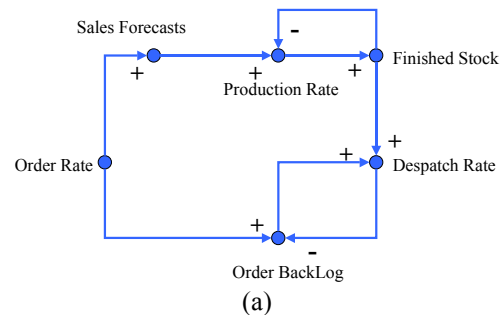 Sales Forecasts
-
+
+
+
Finished Stock
Production Rate
+
Order Rate
+
Despatch Rate
+
-
Order BackLog
(a)